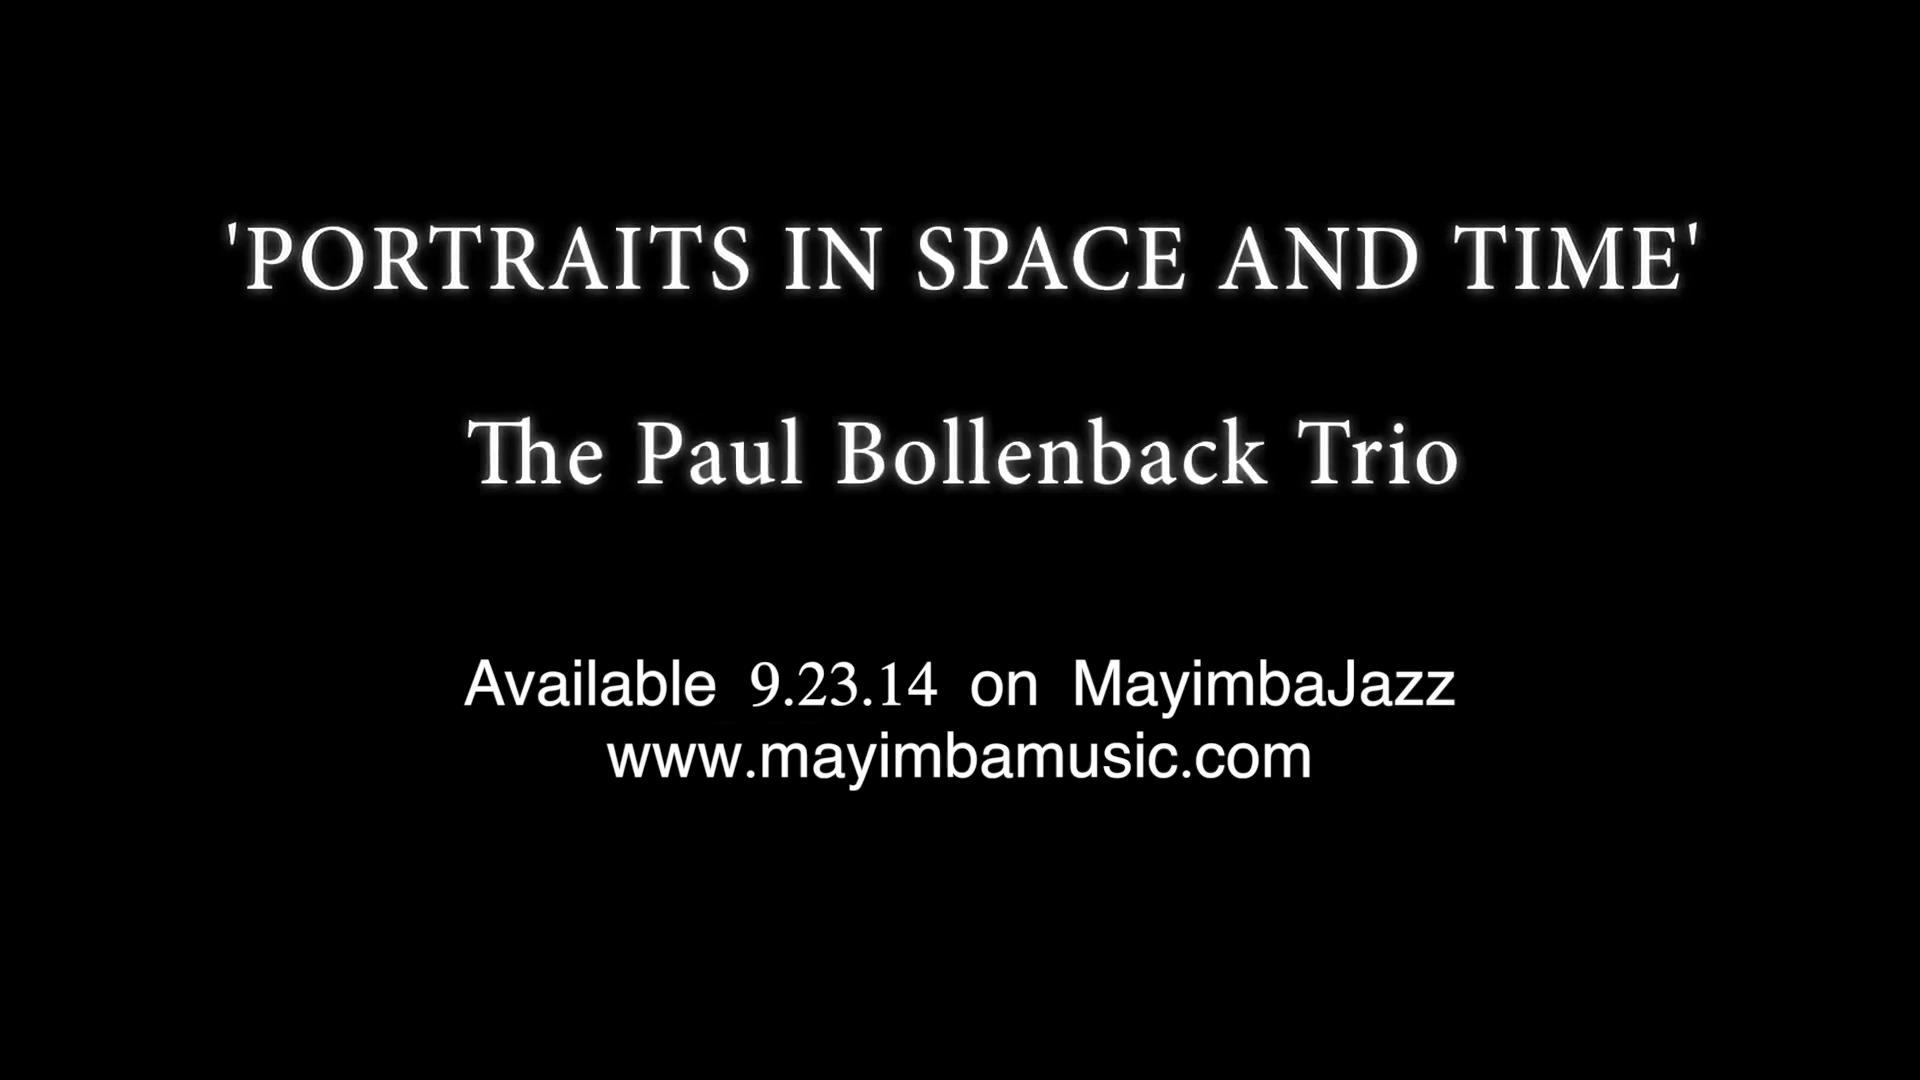 'PORTRAITS IN SPACE AND TIME'
The Paul Bollenback Trio
Available 9.23.14 on MayimbaJazz
www.mayimbamusic.com